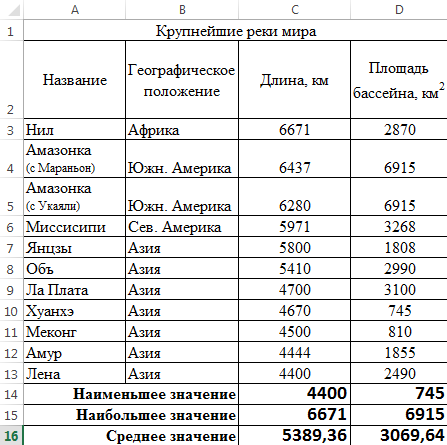 A B C D
1 Крупнейшие реки мира
2 Название Географическое положение Длина, км Площадь бассейна, км2
3 Нил Африка 6671 2870
4 Амазонка (с Мараньон) Южн. Америка 6437 6915
5 Амазонка (с Укаяли) Южн. Америка 6280 6915
6 Миссисипи Сев. Америка 5971 3268
7 Янцзы Азия 5800 1808
8 Объ Азия 5410 2990
9 Ла Плата Азия 4700 3100
10 Хуанхэ Азия 4670 745
11 Меконг Азия 4500 810
12 Амур Азия 4444 1855
13 Лена Азия 4400 2490
14 Наименьшее значение 4400 745
15 Наибольшее значение 6671 6915
16 Среднее значение 5389,36 3069,64